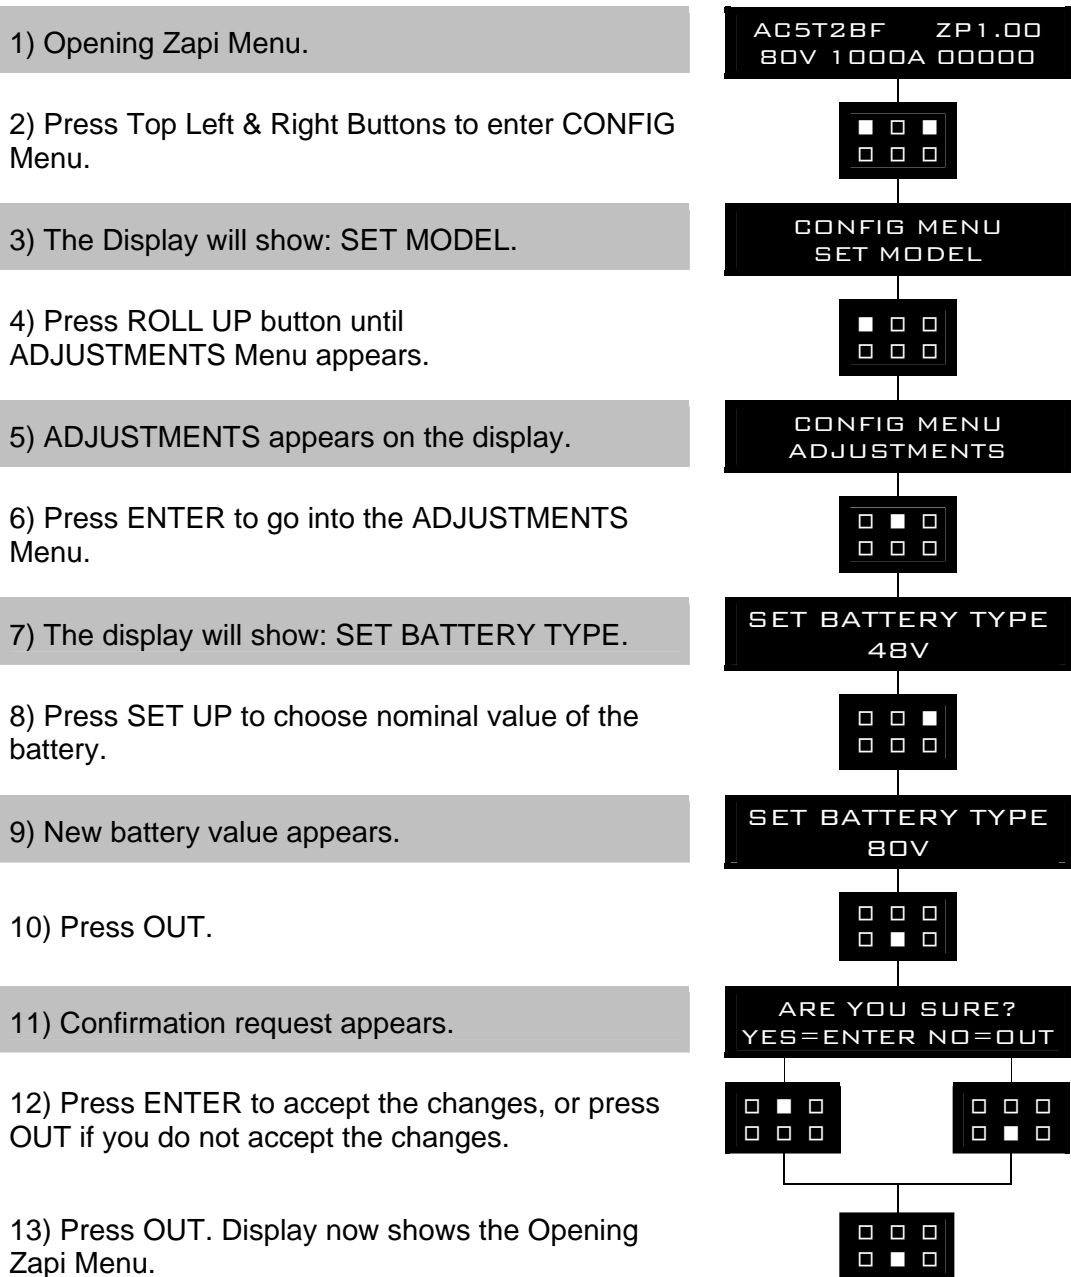 1) Opening Zapi Menu.
AC5T2BF ZP1.00
80V 1000A 00000
2) Press Top Left & Right Buttons to enter CONFIG
Menu.
3) The Display will show: SET MODEL.
CONFIG MENU
SET MODEL
4) Press ROLL UP button until
ADJUSTMENTS Menu appears.
5) ADJUSTMENTS appears on the display.
CONFIG MENU
ADJUSTMENTS
6) Press ENTER to go into the ADJUSTMENTS
Menu.
7) The display will show: SET BATTERY TYPE.
SET BATTERY TYPE
48V
8) Press SET UP to choose nominal value of the
battery.
9) New battery value appears.
SET BATTERY TYPE
80V
10) Press OUT.
11) Confirmation request appears.
ARE YOU SURE?
YES=ENTER NO=OUT
12) Press ENTER to accept the changes, or press
OUT if you do not accept the changes.
13) Press OUT. Display now shows the Opening
Zapi Menu.